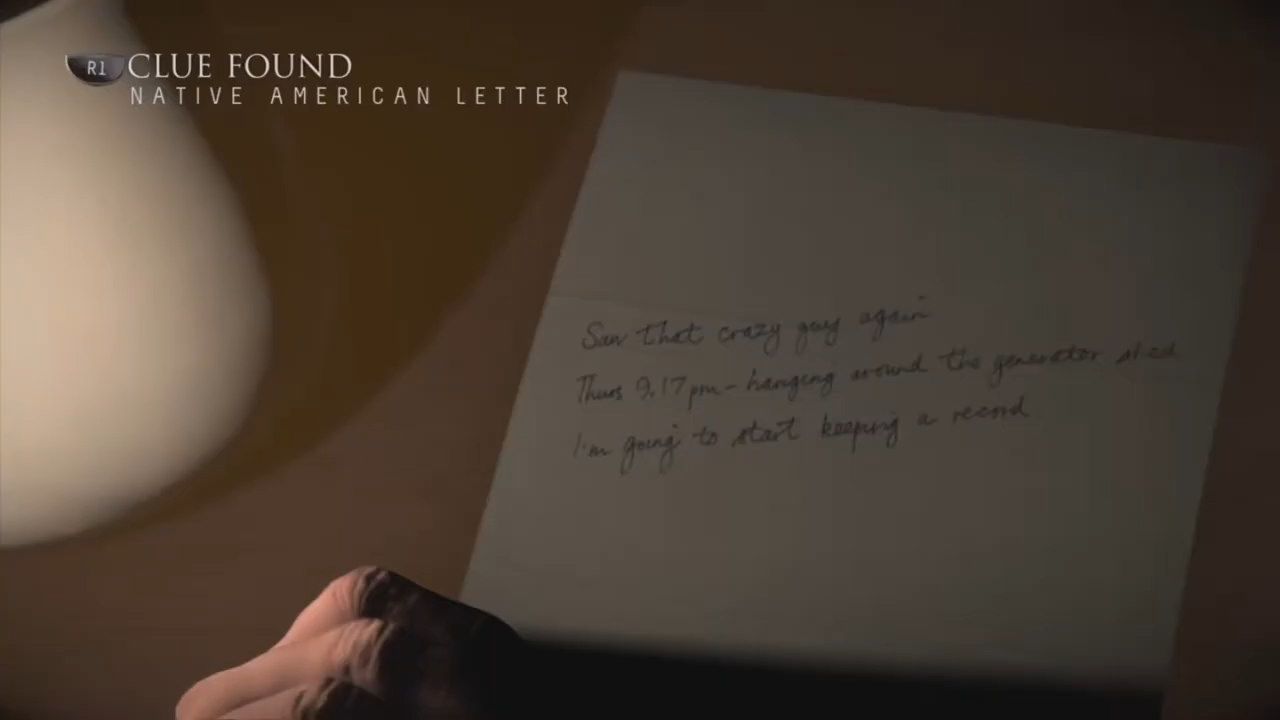 R1 CLUE FOUND
NATIVE AMERICAN LETTER
Saw that crazy guy again
Thurs 9.17pm - hanging around the generator shed
I'm going to start keeping a record